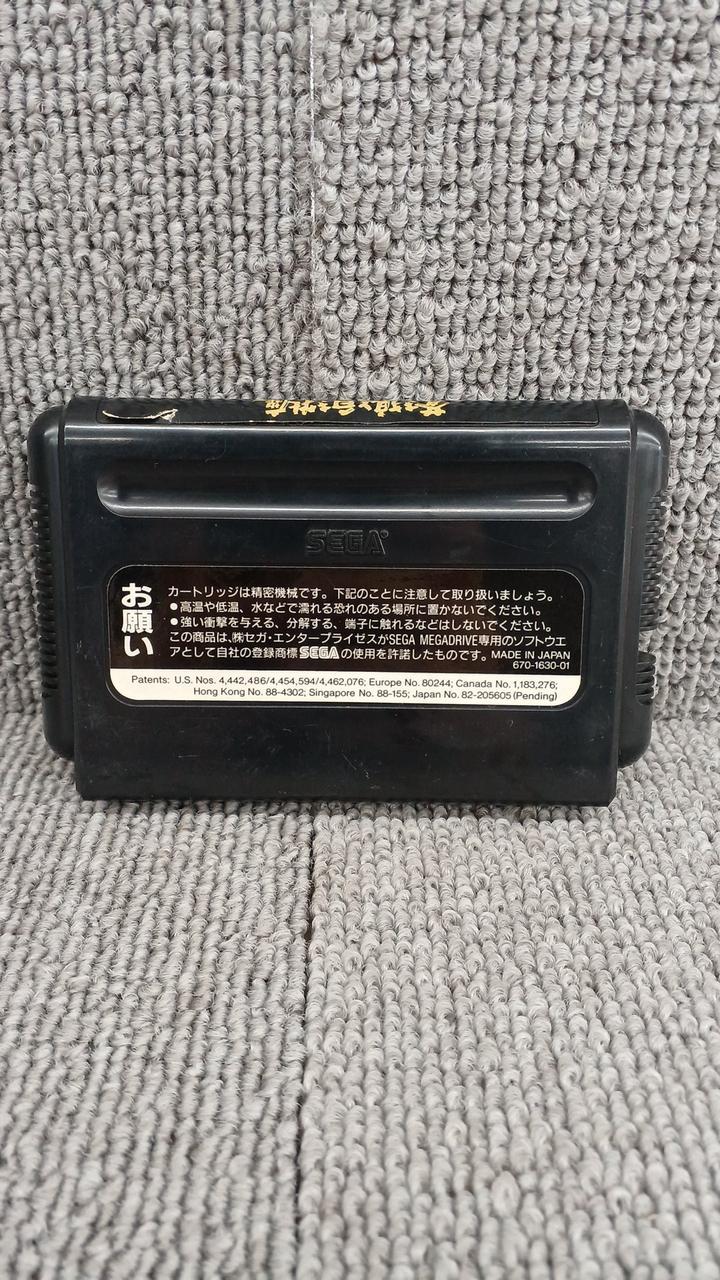 蒼き狼と白き牝鹿
SEGA®
お願い
カートリッジは精密機械です。下記のことに注意して取り扱いましょう。
●高温や低温、水などで濡れる恐れのある場所に置かないでください。
●強い衝撃を与える、分解する、端子に触れるなどはしないでください。
この商品は、㈱セガ・エンタープライゼスがSEGA MEGADRIVE専用のソフトウエ
アとして自社の登録商標SEGAの使用を許諾したものです。MADE IN JAPAN
670-1630-01
Patents: U.S. Nos. 4,442,486/4,454,594/4,462,076; Europe No. 80244; Canada No. 1,183,276;
Hong Kong No. 88-4302; Singapore No. 88-155; Japan No. 82-205605 (Pending)